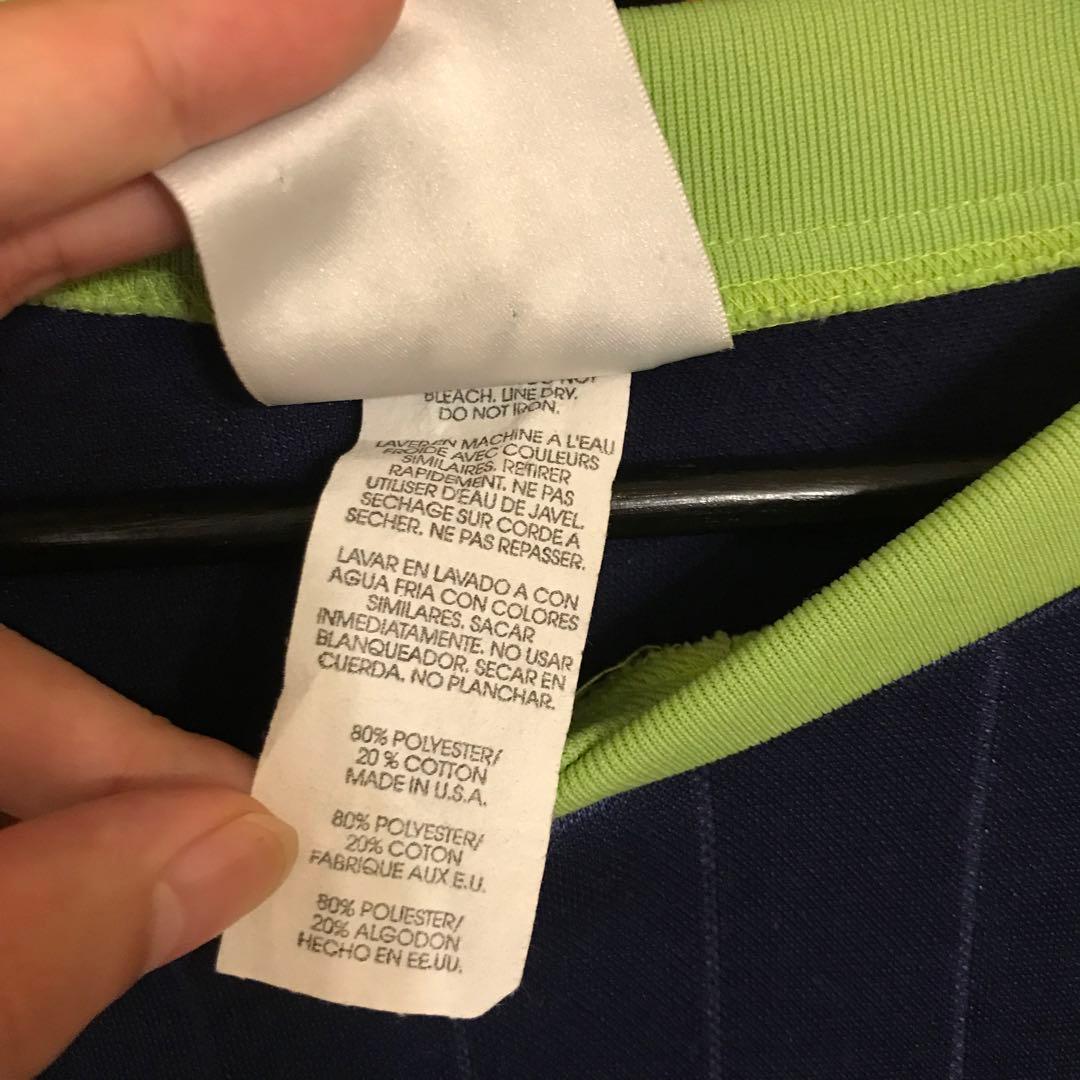 BLEACH. LINE DRY.
DO NOT IRON.
LAVER EN MACHINE À L'EAU
FROIDE AVEC COULEURS
SIMILAIRES. RETIRER
RAPIDEMENT. NE PAS
UTILISER D'EAU DE JAVEL.
SECHAGE SUR CORDE A
SECHER. NE PAS REPASSER.
LAVAR EN LAVADO A CON
AGUA FRIA CON COLORES
SIMILARES. SACAR
INMEDIATAMENTE. NO USAR
BLANQUEADOR. SECAR EN
CUERDA. NO PLANCHAR.
80% POLYESTER/
20% COTTON
MADE IN U.S.A.
80% POLYESTER/
20% COTON
FABRIQUE AUX E.U.
80% POLIESTER/
20% ALGODON
HECHO EN EE.UU.